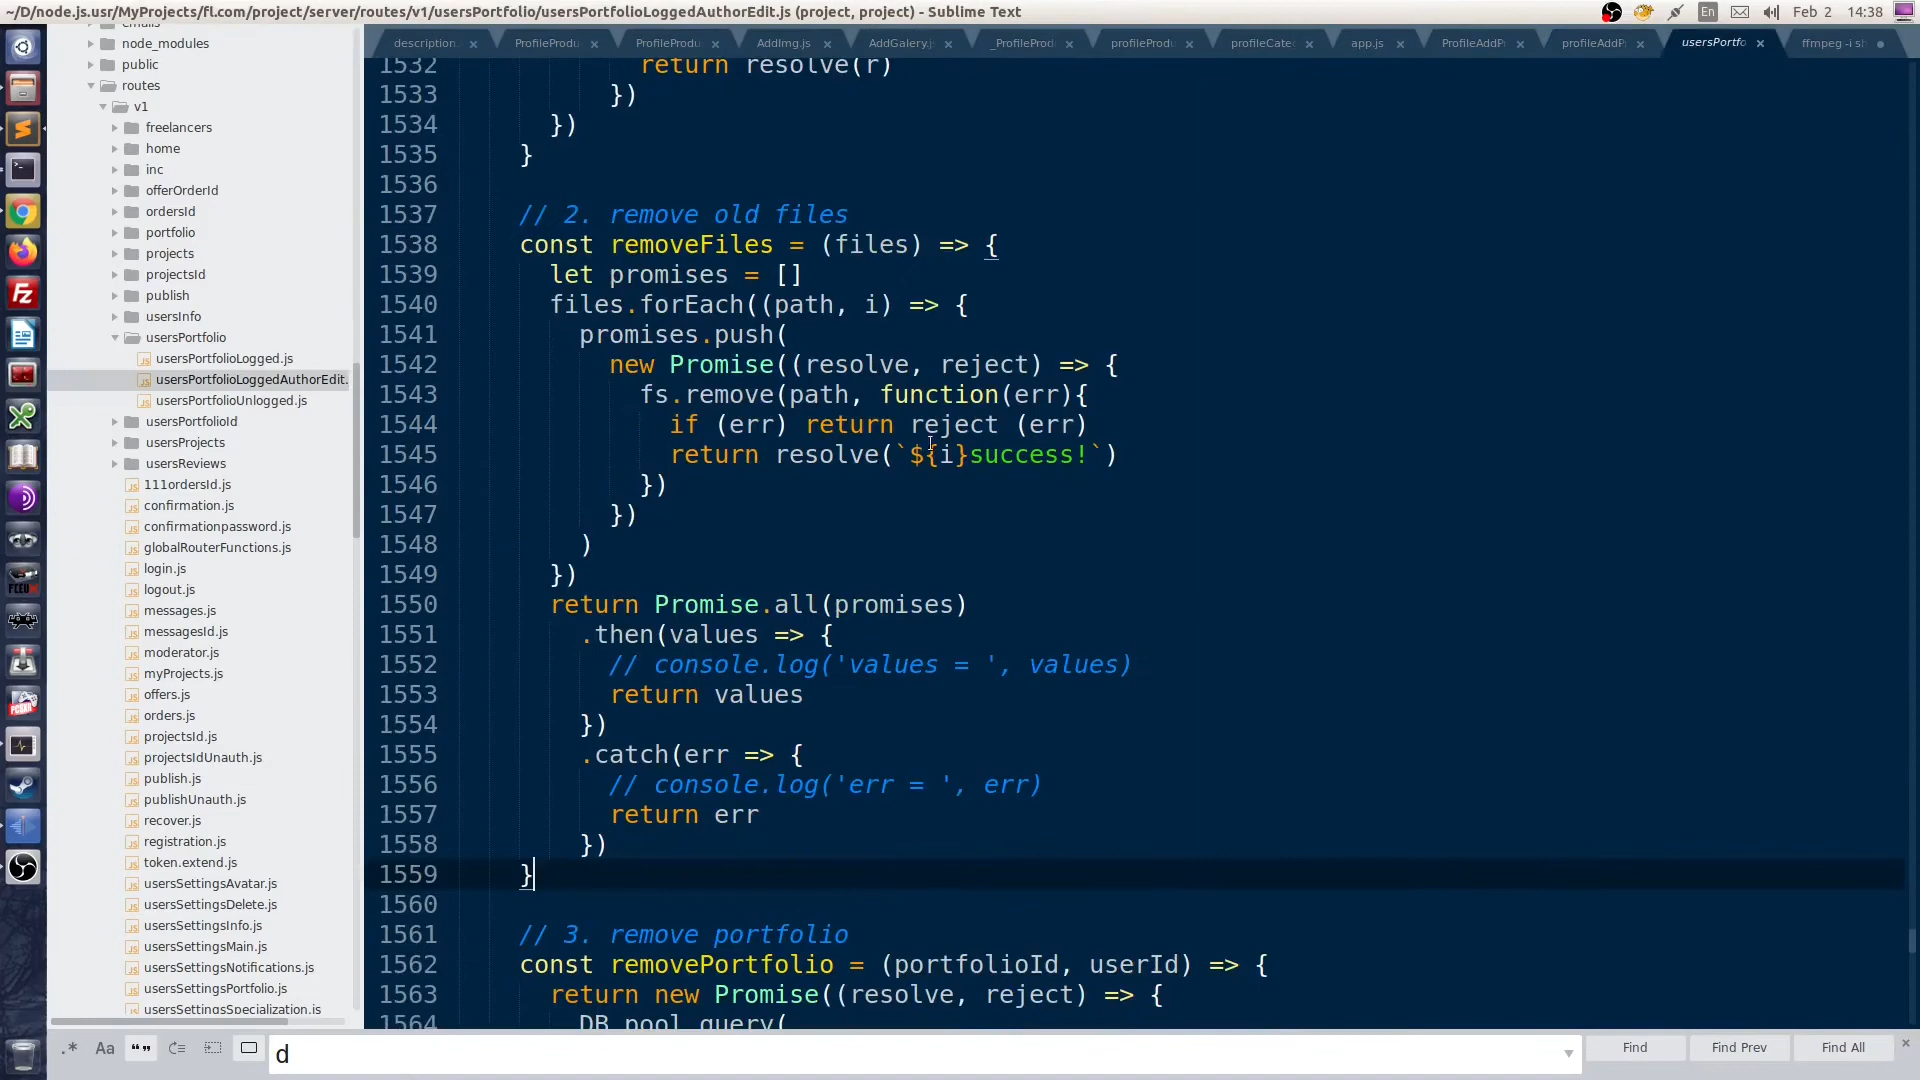 ~/D/node.js.usr/MyProjects/fl.com/project/server/routes/v1/usersPortfolio/usersPortfolioLoggedAuthorEdit.js (project, project) - Sublime Text
En
Feb 2
14:38
description
ProfileProdu
ProfileProdu
AddImg.js
AddGalery.j
_ProfileProd
profileProdu
profileCate
app.js
ProfileAddP
profileAddP
usersPortfo
ffmpeg -i sh
node_modules
public
routes
v1
freelancers
home
inc
offerOrderId
ordersId
portfolio
projects
projectsId
publish
usersInfo
usersPortfolio
usersPortfolioLogged.js
usersPortfolioLoggedAuthorEdit.
usersPortfolioUnlogged.js
usersPortfolioId
usersProjects
usersReviews
111ordersId.js
confirmation.js
confirmationpassword.js
globalRouterFunctions.js
login.js
logout.js
messages.js
messagesId.js
moderator.js
myProjects.js
offers.js
orders.js
projectsId.js
projectsIdUnauth.js
publish.js
publishUnauth.js
recover.js
registration.js
token.extend.js
usersSettingsAvatar.js
usersSettingsDelete.js
usersSettingsInfo.js
usersSettingsMain.js
usersSettingsNotifications.js
usersSettingsPortfolio.js
usersSettingsSpecialization.js
1532 return resolve(r)
1533 })
1534 })
1535 }
1536
1537 // 2. remove old files
1538 const removeFiles = (files) => {
1539 let promises = []
1540 files.forEach((path, i) => {
1541 promises.push(
1542 new Promise((resolve, reject) => {
1543 fs.remove(path, function(err){
1544 if (err) return reject (err)
1545 return resolve(`${i}success!`)
1546 })
1547 })
1548 )
1549 })
1550 return Promise.all(promises)
1551 .then(values => {
1552 // console.log('values = ', values)
1553 return values
1554 })
1555 .catch(err => {
1556 // console.log('err = ', err)
1557 return err
1558 })
1559 }
1560
1561 // 3. remove portfolio
1562 const removePortfolio = (portfolioId, userId) => {
1563 return new Promise((resolve, reject) => {
1564 DB.pool.query(
.* Aa “”
d
Find
Find Prev
Find All